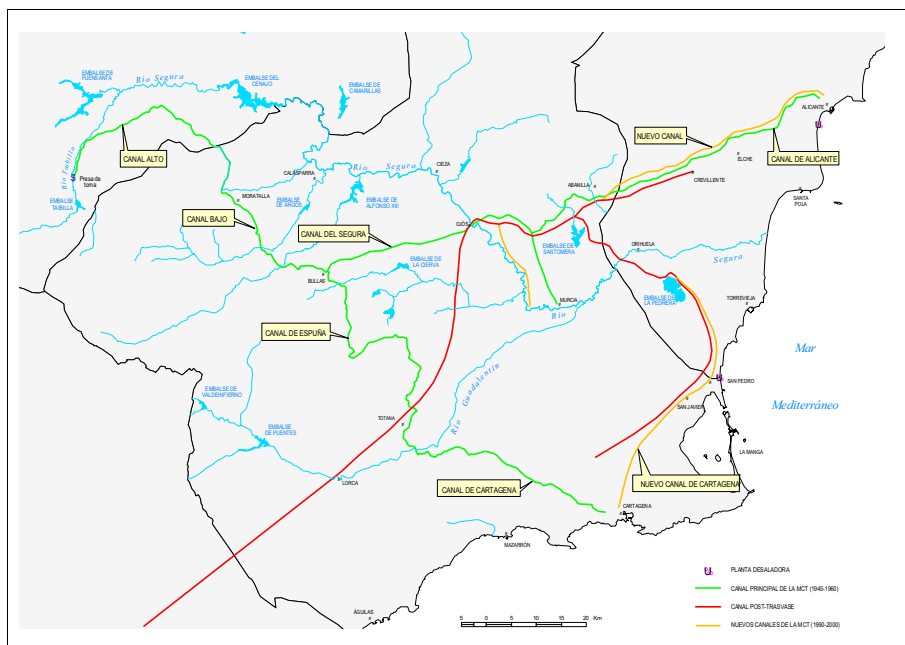 EMBALSE DE
FUENSANTA
Río Segura
EMBALSE DEL
CENAJO
EMBALSE DE
CAMARILLAS
ALICANTE
NUEVO CANAL
CANAL DE ALICANTE
ELCHE
CREVILLENTE
CANAL ALTO
Río Taibilla
Presa de
toma
EMBALSE
TAIBILLA
CALASPARRA
Río Segura
CIEZA
ABANILLA
SANTA
POLA
MORATALLA
EMBALSE
DE ARGOS
EMBALSE
DE ALFONSO XIII
CANAL BAJO
CANAL DEL SEGURA
OJOS
EMBALSE DE
SANTOMERA
ORIHUELA
Segura
BULLAS
EMBALSE DE
LA CIERVA
MURCIA
EMBALSE DE
LA PEDRERA
TORREVIEJA
Río
CANAL DE ESPUÑA
Mar
Mediterráneo
Río Guadalentín
SAN PEDRO
SAN JAVIER
EMBALSE DE
VALDEINFIERNO
TOTANA
EMBALSE
DE PUENTES
LA MANGA
LORCA
CANAL DE CARTAGENA
NUEVO CANAL DE CARTAGENA
CARTAGENA
MAZARRÓN
ÁGUILAS
5 0 5 10 15 20 Km
PLANTA DESALADORA
CANAL PRINCIPAL DE LA MCT (1945-1960)
CANAL POST-TRASVASE
NUEVOS CANALES DE LA MCT (1990-2000)